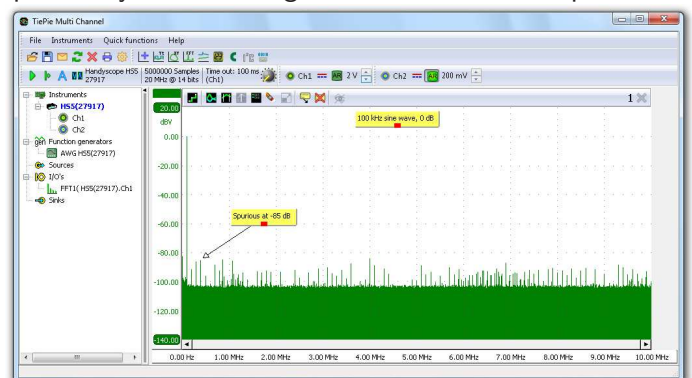 TiePie Multi Channel
File Instruments Quick functions Help
Handyscope HS5 5000000 Samples Time out: 100 ms Ch1 2 V Ch2 200 mV
27917 20 MHz @ 14 bits (Ch1)
Instruments
HS5(27917)
Ch1
Ch2
Function generators
AWG HS5(27917)
Sources
I/O's
FFT1( HS5(27917).Ch1
Sinks
1
20.00
dBV
0.00
-20.00
-40.00
-60.00
-80.00
-100.00
-120.00
-140.00
100 kHz sine wave, 0 dB
Spurious at -85 dB
0.00 Hz 1.00 MHz 2.00 MHz 3.00 MHz 4.00 MHz 5.00 MHz 6.00 MHz 7.00 MHz 8.00 MHz 9.00 MHz 10.00 MHz